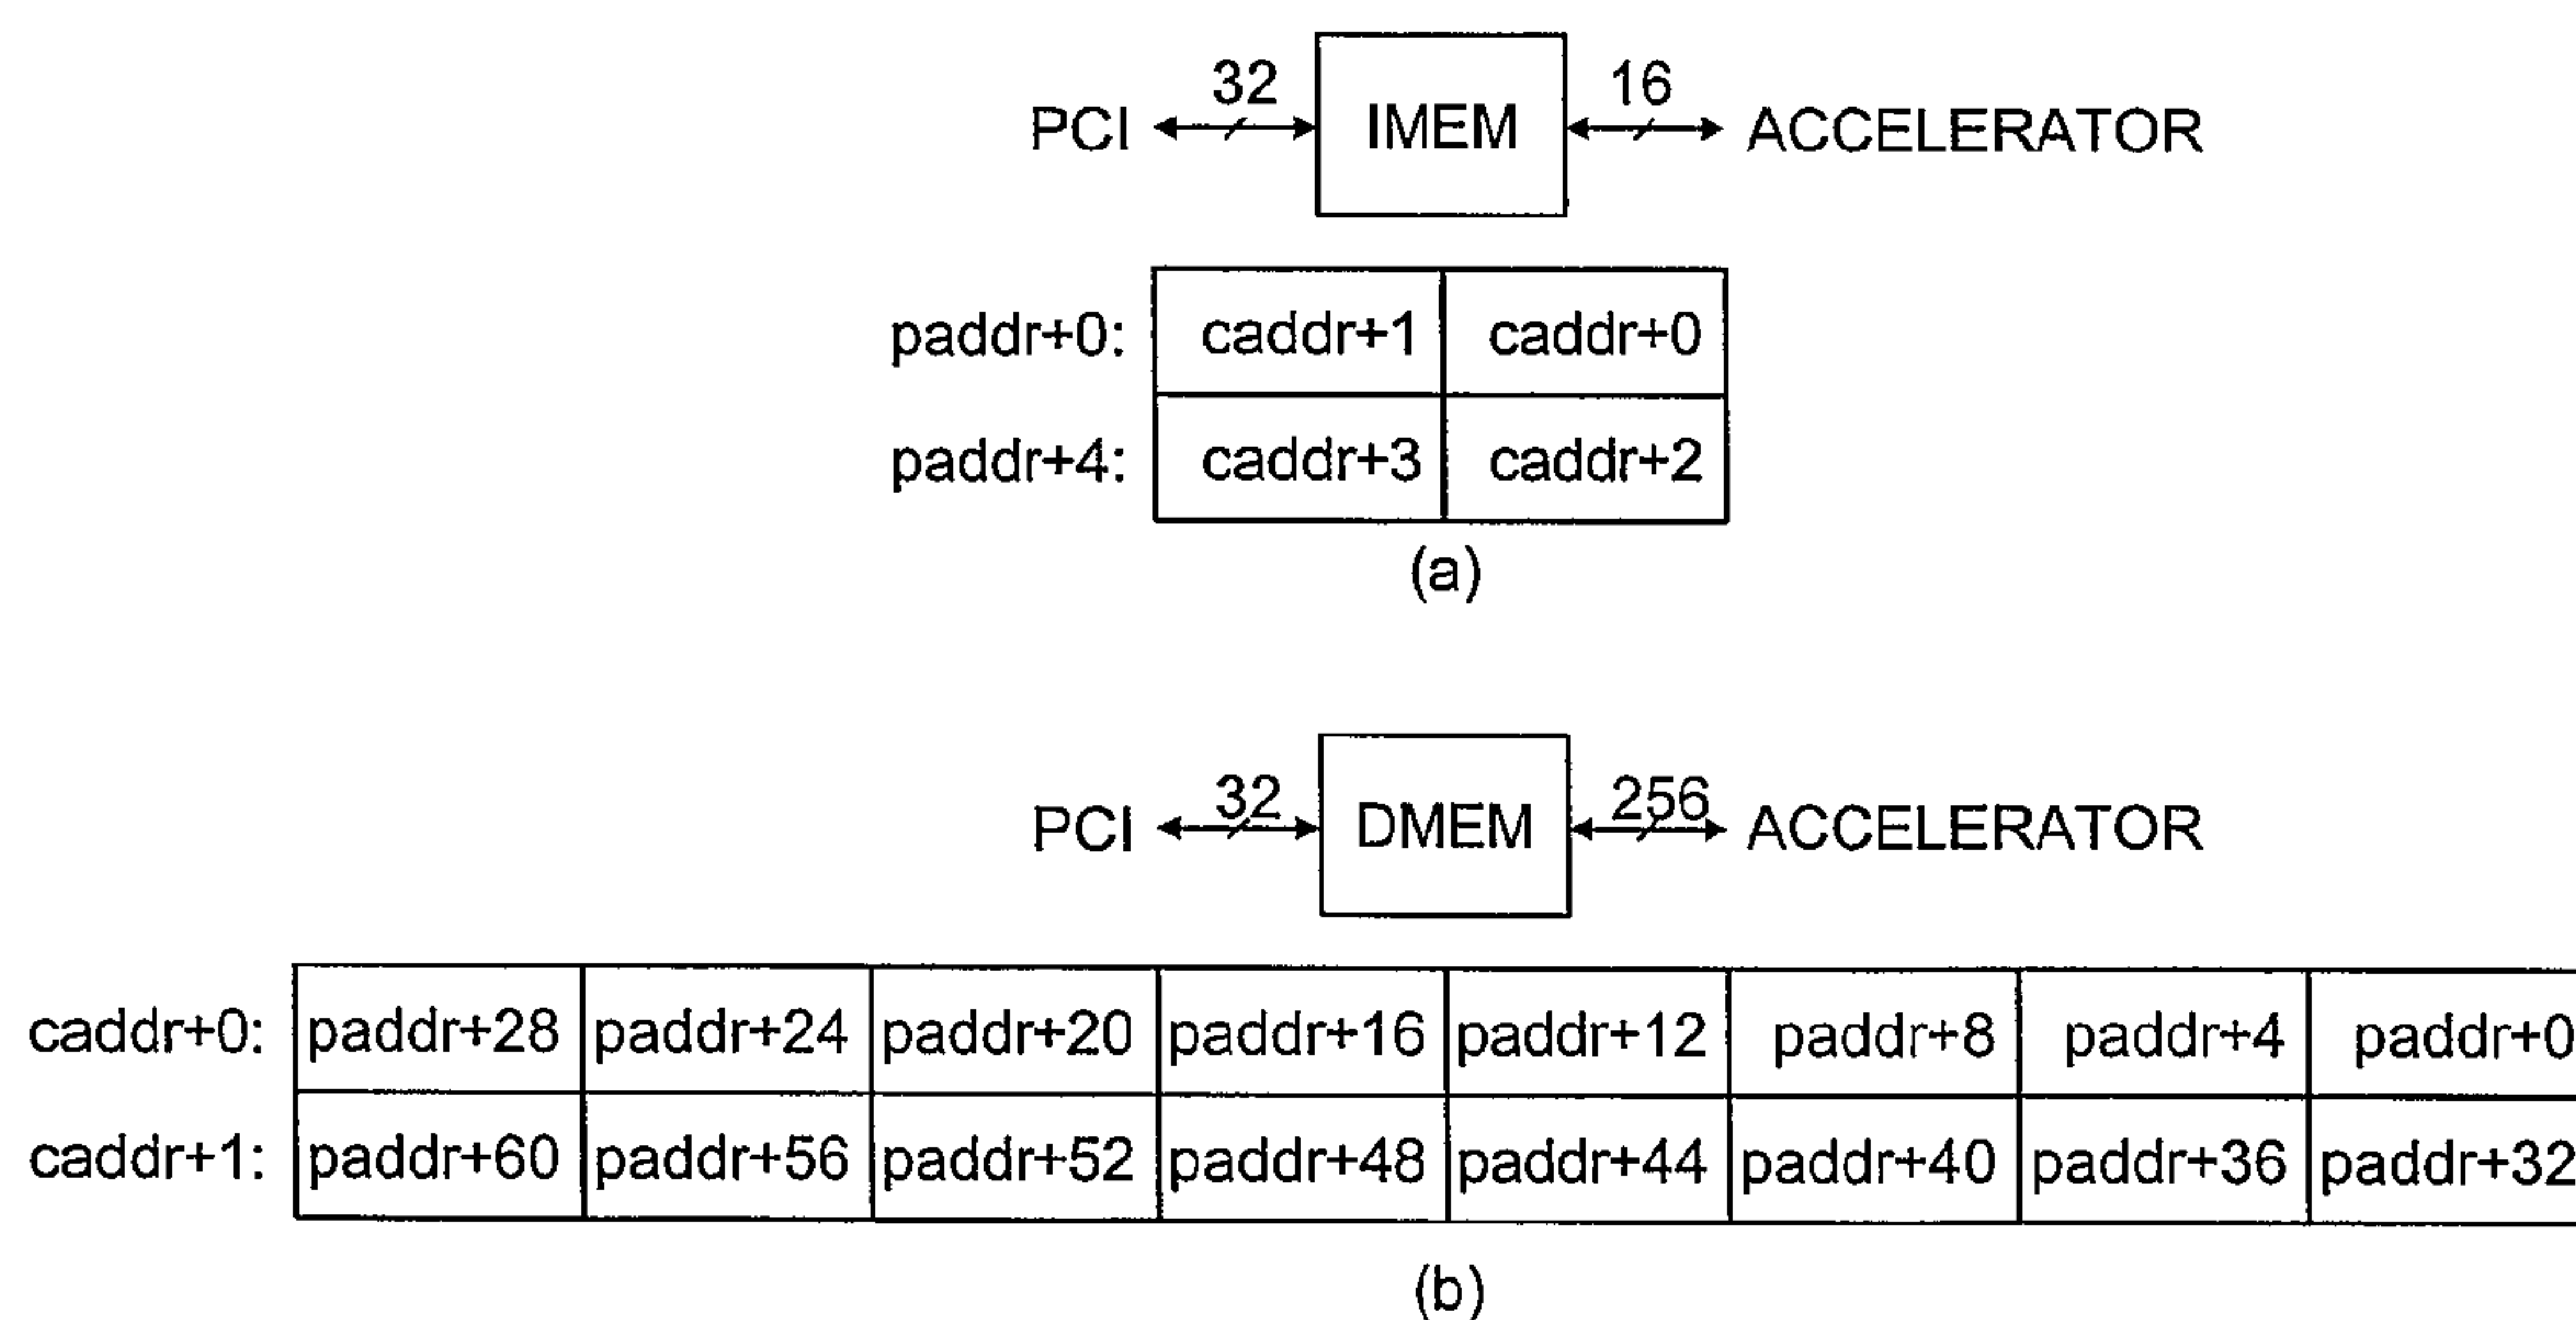 32 16
PCI IMEM ACCELERATOR
paddr+0: caddr+1 caddr+0
paddr+4: caddr+3 caddr+2
(a)
32 256
PCI DMEM ACCELERATOR
caddr+0: paddr+28 paddr+24 paddr+20 paddr+16 paddr+12 paddr+8 paddr+4 paddr+0
caddr+1: paddr+60 paddr+56 paddr+52 paddr+48 paddr+44 paddr+40 paddr+36 paddr+32
(b)